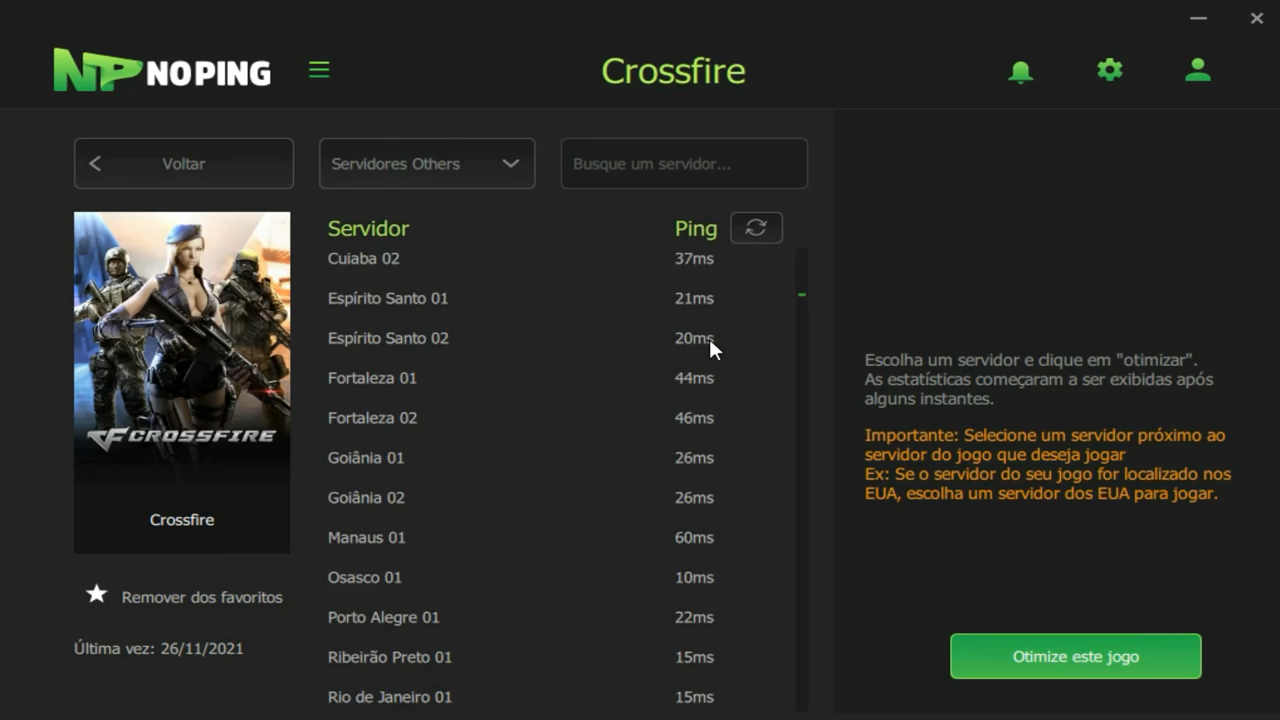 NP NOPING
Crossfire
Voltar
Servidores Others
Busque um servidor...
Servidor Ping
Cuiaba 02 37ms
Espírito Santo 01 21ms
Espírito Santo 02 20ms
Fortaleza 01 44ms
Fortaleza 02 46ms
Goiânia 01 26ms
Goiânia 02 26ms
Manaus 01 60ms
Osasco 01 10ms
Porto Alegre 01 22ms
Ribeirão Preto 01 15ms
Rio de Janeiro 01 15ms
CF CROSSFIRE
Crossfire
Remover dos favoritos
Última vez: 26/11/2021
Escolha um servidor e clique em "otimizar".
As estatísticas começaram a ser exibidas após
alguns instantes.
Importante: Selecione um servidor próximo ao
servidor do jogo que deseja jogar
Ex: Se o servidor do seu jogo for localizado nos
EUA, escolha um servidor dos EUA para jogar.
Otimize este jogo